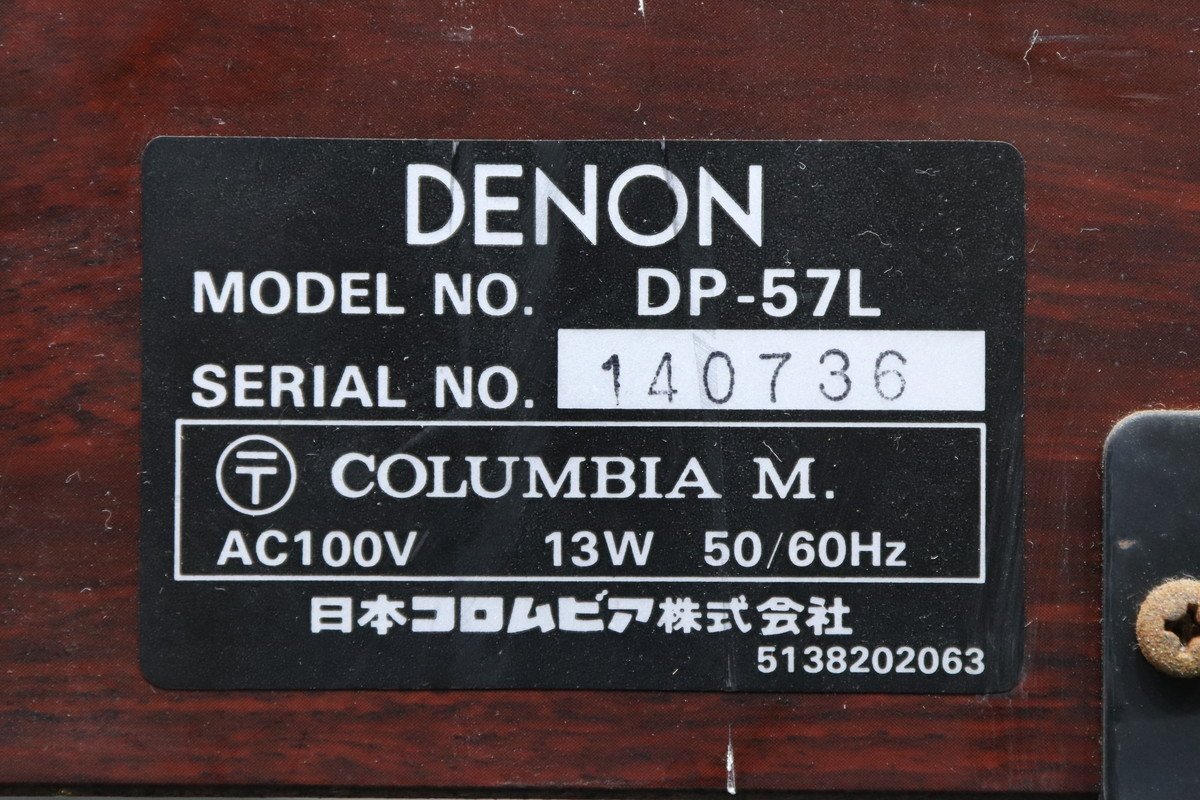 DENON
MODEL NO. DP-57L
SERIAL NO. 140736
〒 COLUMBIA M.
AC100V 13W 50/60Hz
日本コロムビア株式会社
5138202063